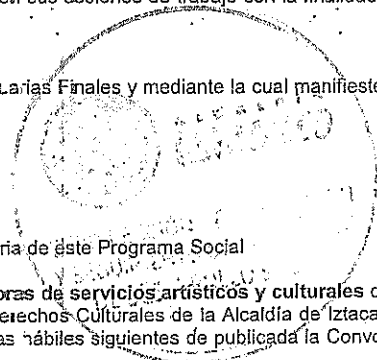 en sus acciones de trabajo con la finalidad
Finales y mediante la cual manifieste
ria de este Programa Social
oras de servicios artísticos y culturales
erechos Culturales de la Alcaldía de Iztaca
as hábiles siguientes de publicada la Convo